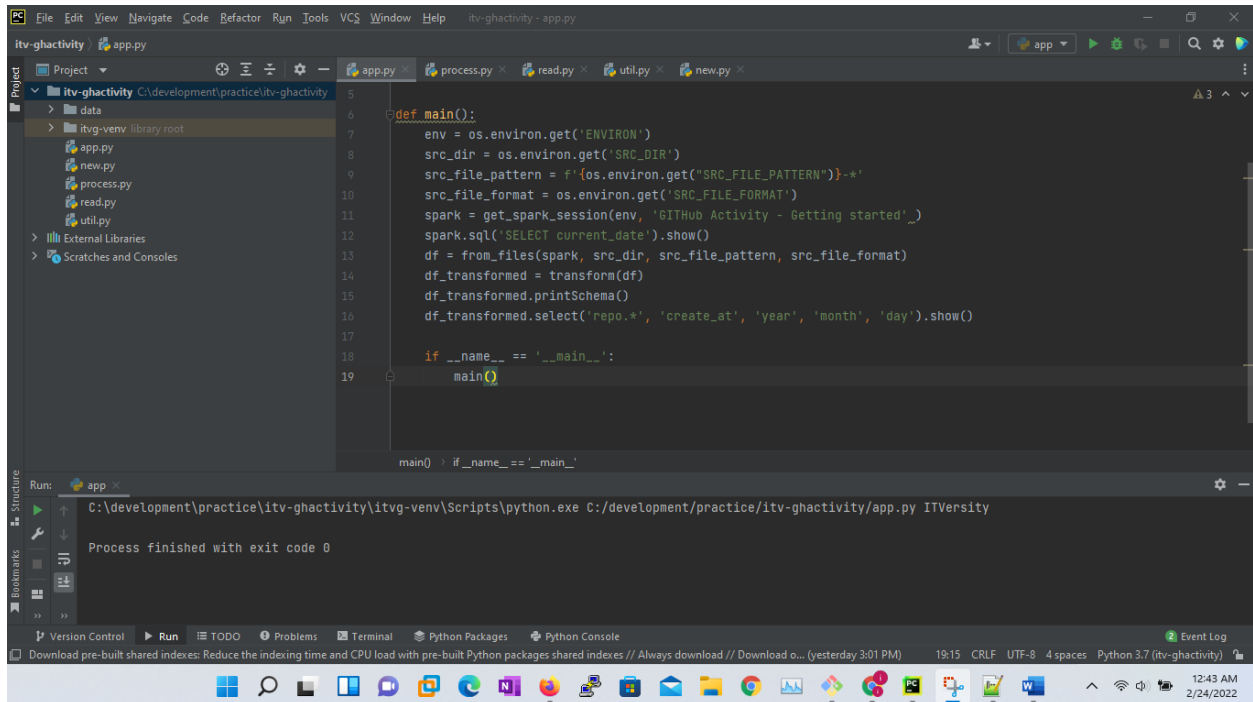 PC File Edit View Navigate Code Refactor Run Tools VCS Window Help itv-ghactivity - app.py
itv-ghactivity app.py
app
Project
Project
app.py process.py read.py util.py new.py
itv-ghactivity C:\development\practice\itv-ghactivity
data
itvg-venv library root
app.py
new.py
process.py
read.py
util.py
External Libraries
Scratches and Consoles
3
5
6 def main():
7 env = os.environ.get('ENVIRON')
8 src_dir = os.environ.get('SRC_DIR')
9 src_file_pattern = f'{os.environ.get("SRC_FILE_PATTERN")}-*'
10 src_file_format = os.environ.get('SRC_FILE_FORMAT')
11 spark = get_spark_session(env, 'GITHub Activity - Getting started' )
12 spark.sql('SELECT current_date').show()
13 df = from_files(spark, src_dir, src_file_pattern, src_file_format)
14 df_transformed = transform(df)
15 df_transformed.printSchema()
16 df_transformed.select('repo.*', 'create_at', 'year', 'month', 'day').show()
17
18 if __name__ == '__main__':
19 main()
main() if __name__ == '__main__'
Structure
Bookmarks
Run: app
C:\development\practice\itv-ghactivity\itvg-venv\Scripts\python.exe C:/development/practice/itv-ghactivity/app.py ITVersity
Process finished with exit code 0
Version Control Run TODO Problems Terminal Python Packages Python Console 2 Event Log
Download pre-built shared indexes: Reduce the indexing time and CPU load with pre-built Python packages shared indexes // Always download // Download o... (yesterday 3:01 PM) 19:15 CRLF UTF-8 4 spaces Python 3.7 (itv-ghactivity)
12:43 AM
2/24/2022